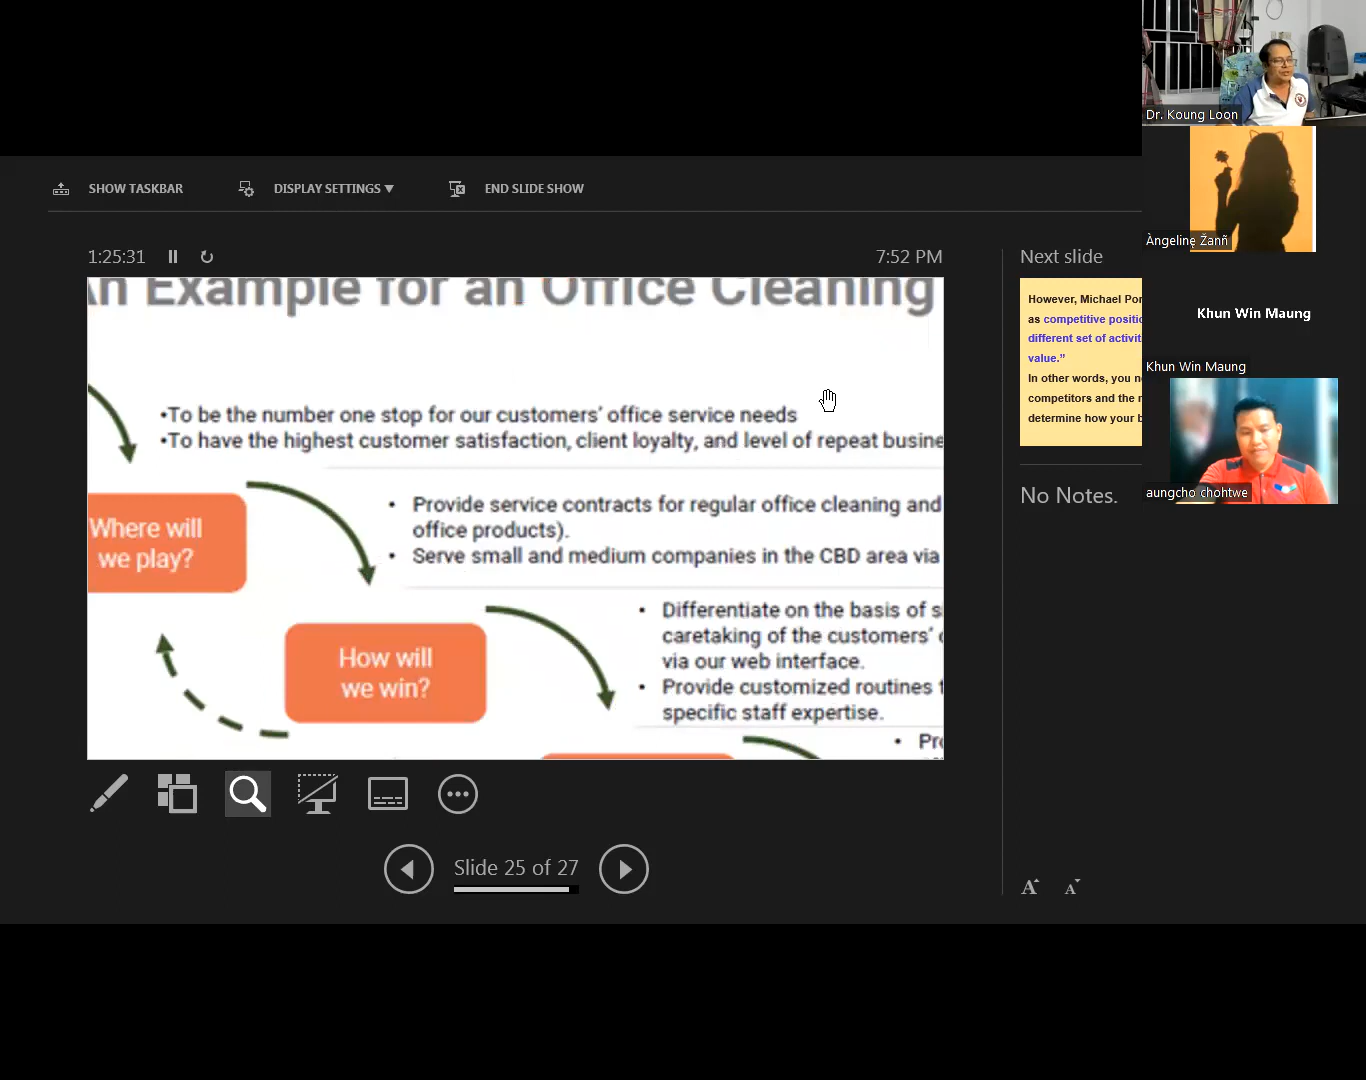 Dr. Koung Loon
SHOW TASKBAR
DISPLAY SETTINGS ▼
END SLIDE SHOW
Àngelinę Žanñ
1:25:31
7:52 PM
Next slide
An Example for an Office Cleaning
However, Michael
as competitive
different set of
value.”
In other words, you
competitors and the
determine how your
Khun Win Maung
Khun Win Maung
•To be the number one stop for our customers’ office service needs
•To have the highest customer satisfaction, client loyalty, and level of repeat
aungcho chohtwe
No Notes.
Where will
we play?
• Provide service contracts for regular office cleaning and
office products).
• Serve small and medium companies in the CBD area via
How will
we win?
• Differentiate on the basis of
caretaking of the customers’
via our web interface.
• Provide customized routines
specific staff expertise.
Slide 25 of 27
A A